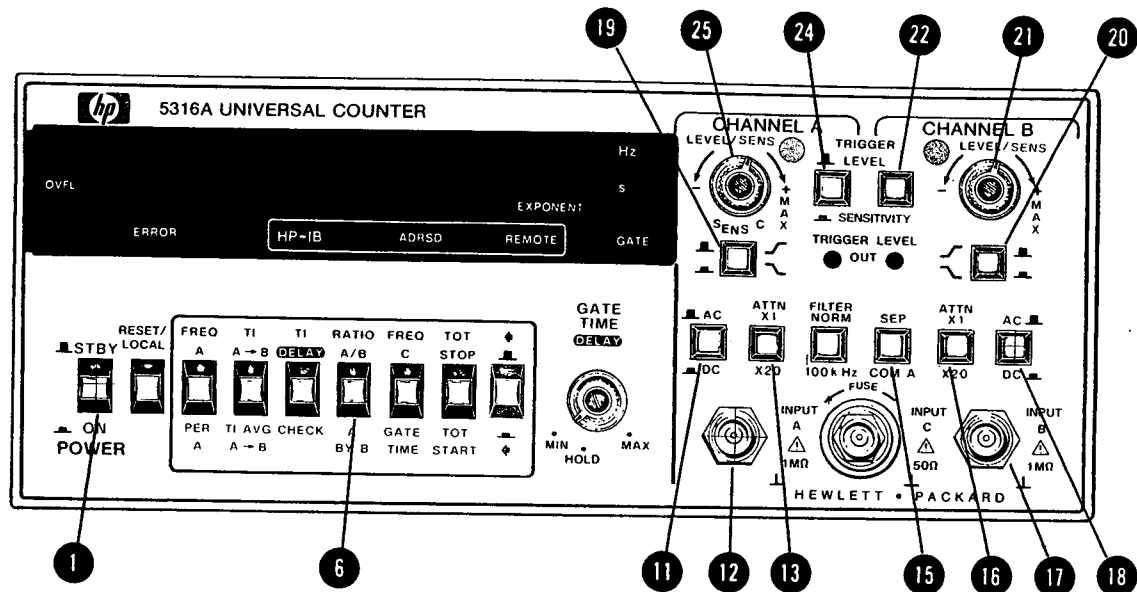 19 25 24 22 21 20
hp 5316A UNIVERSAL COUNTER
CHANNEL A
CHANNEL B
LEVEL/SENS
TRIGGER LEVEL
LEVEL/SENS
Hz
OVFL
s
- + MAX
- + MAX
EXPONENT
SENS C
SENSITIVITY
ERROR
HP-IB ADRSD REMOTE
GATE
TRIGGER LEVEL
OUT
GATE
TIME
DELAY
STBY
RESET/
LOCAL
FREQ
A
TI
A→B
TI
DELAY
RATIO
A/B
FREQ
C
TOT
STOP
AC
ATTN
X1
FILTER
NORM
SEP
ATTN
X1
AC
DC
X20
100kHz
COM A
X20
DC
ON
POWER
PER
A
TI AVG
A→B
CHECK
A
BY B
GATE
TIME
TOT
START
MIN
HOLD
MAX
FUSE
INPUT
A
1MΩ
INPUT
C
50Ω
INPUT
B
1MΩ
HEWLETT • PACKARD
1 6 11 12 13 15 16 17 18